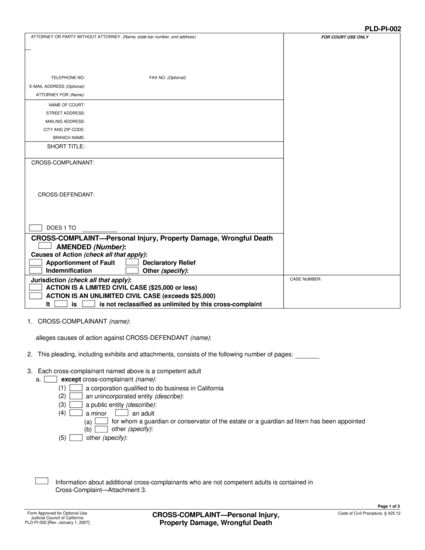 PLD-PI-002
ATTORNEY OR PARTY WITHOUT ATTORNEY (Name, state bar number, and address)
FOR COURT USE ONLY
TELEPHONE NO:
FAX NO. (Optional)
E-MAIL ADDRESS (Optional)
ATTORNEY FOR (Name)
NAME OF COURT:
STREET ADDRESS:
MAILING ADDRESS:
CITY AND ZIP CODE:
BRANCH NAME:
SHORT TITLE:
CROSS-COMPLAINANT:
CROSS-DEFENDANT:
DOES 1 TO
CROSS-COMPLAINT—Personal Injury, Property Damage, Wrongful Death
AMENDED (Number):
Causes of Action (check all that apply):
Apportionment of Fault
Declaratory Relief
Indemnification
Other (specify):
Jurisdiction (check all that apply):
CASE NUMBER:
ACTION IS A LIMITED CIVIL CASE ($25,000 or less)
ACTION IS AN UNLIMITED CIVIL CASE (exceeds $25,000)
It is is not reclassified as unlimited by this cross-complaint
1. CROSS-COMPLAINANT (name):
alleges causes of action against CROSS-DEFENDANT (name):
2. This pleading, including exhibits and attachments, consists of the following number of pages:
3. Each cross-complainant named above is a competent adult
a. except cross-complainant (name):
(1) a corporation qualified to do business in California
(2) an unincorporated entity (describe):
(3) a public entity (describe):
(4) a minor an adult
(a) for whom a guardian or conservator of the estate or a guardian ad litern has been appointed
(b) other (specify):
(5) other (specify):
Information about additional cross-complainants who are not competent adults is contained in
Cross-Complaint—Attachment 3.
Page 1 of 3
Form Approved for Optional Use
Judicial Council of California
PLD-PI-002 [Rev. January 1, 2007]
CROSS-COMPLAINT—Personal Injury,
Property Damage, Wrongful Death
Code of Civil Procedure, § 425.12